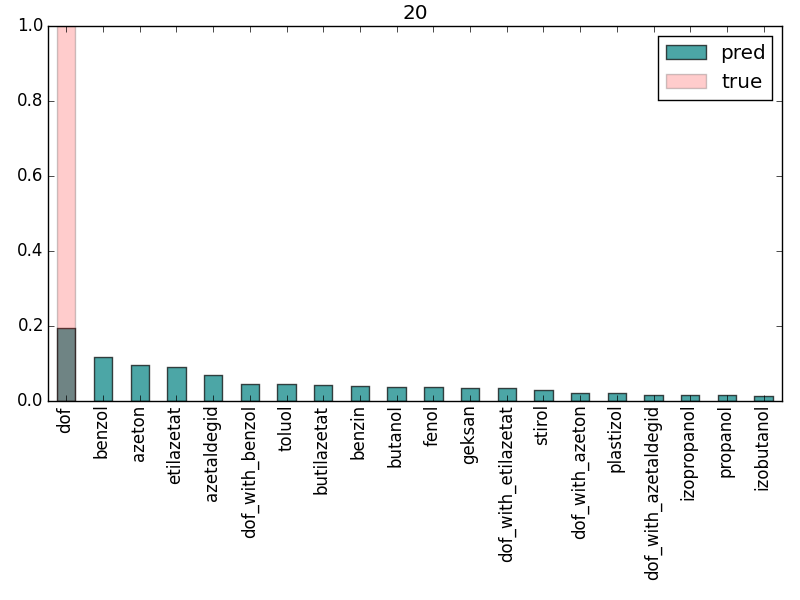 20
1.0
0.8
0.6
0.4
0.2
0.0
pred
true
dof
benzol
azeton
etilazetat
azetaldegid
dof_with_benzol
toluol
butilazetat
benzin
butanol
fenol
geksan
dof_with_etilazetat
stirol
dof_with_azeton
plastizol
dof_with_azetaldegid
izopropanol
propanol
izobutanol